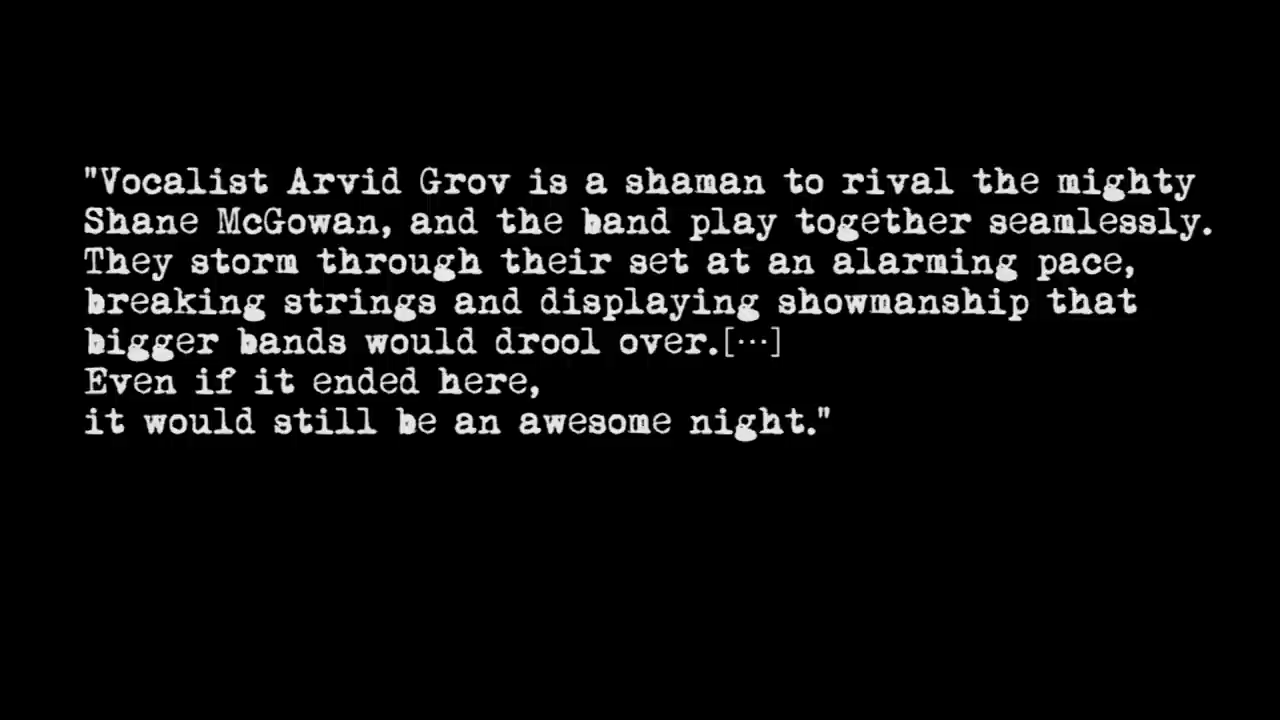 "Vocalist Arvid Grov is a shaman to rival the mighty
Shane McGowan, and the band play together seamlessly.
They storm through their set at an alarming pace,
breaking strings and displaying showmanship that
bigger bands would drool over.[…]
Even if it ended here,
it would still be an awesome night."